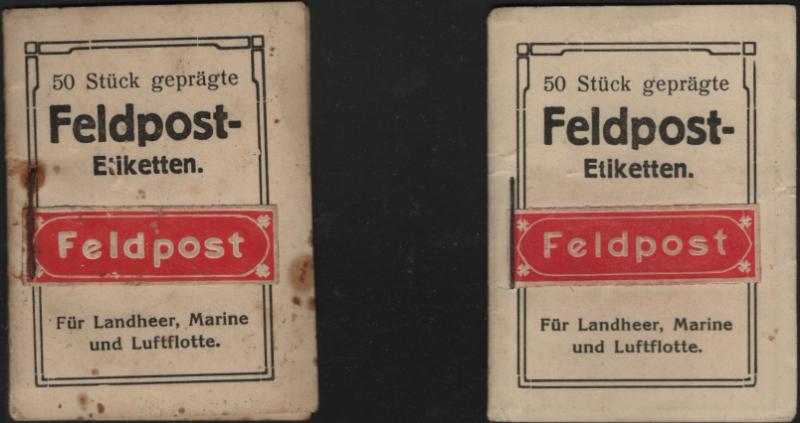 50 Stück geprägte
Feldpost-
Etiketten.
Feldpost
Für Landheer, Marine
und Luftflotte.
50 Stück geprägte
Feldpost-
Etiketten.
Feldpost
Für Landheer, Marine
und Luftflotte.